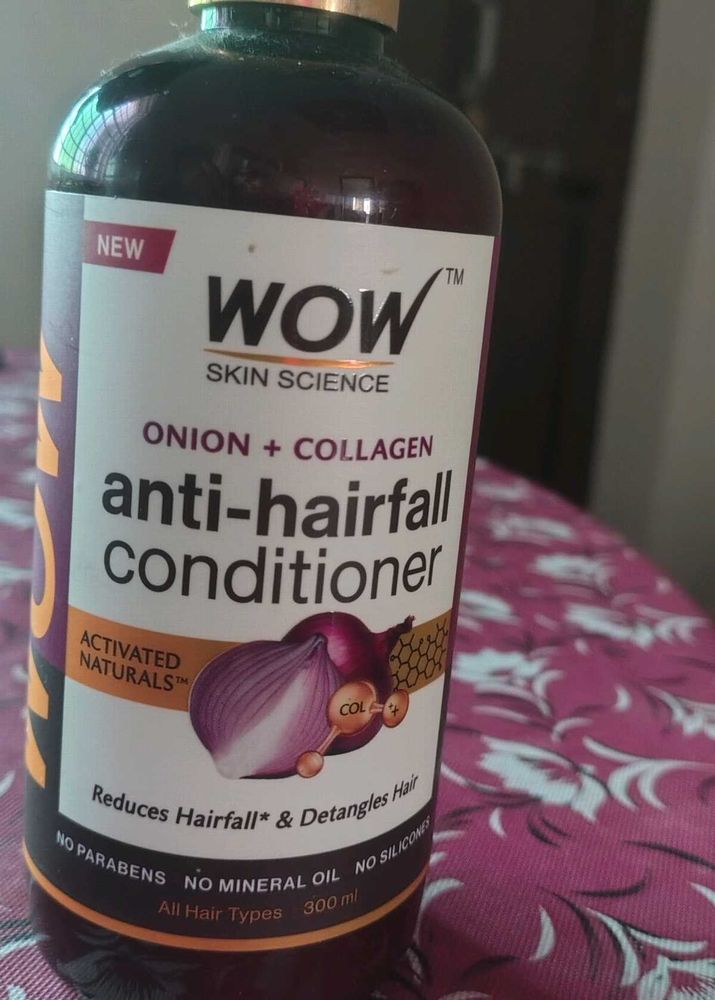 NEW
WOW™
SKIN SCIENCE
ONION + COLLAGEN
anti-hairfall
conditioner
ACTIVATED
NATURALS™
COL ++
Reduces Hairfall* & Detangles Hair
NO PARABENS NO MINERAL OIL NO SILICONES
All Hair Types 300 ml
WOW